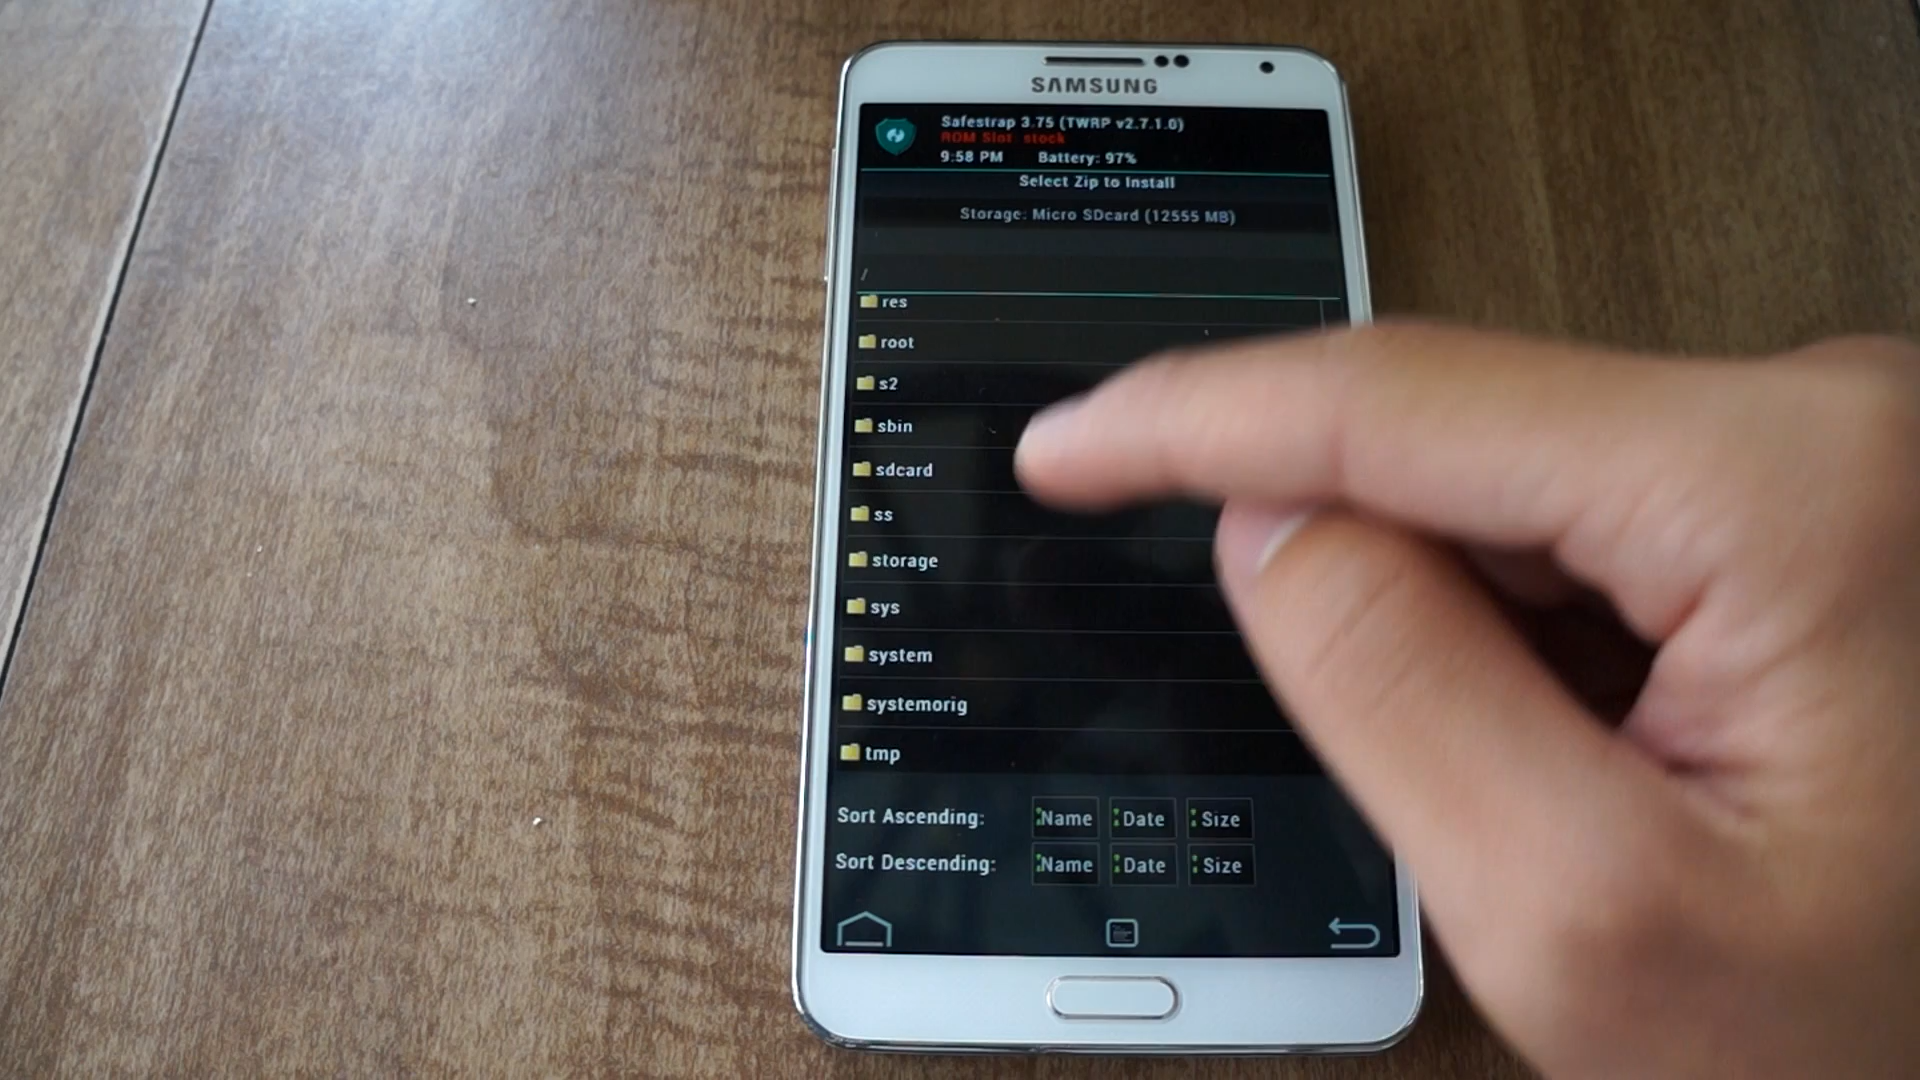 SAMSUNG
Safestrap 3.75 (TWRP v2.7.1.0)
ROM Slot: stock
9:58 PM Battery: 97%
Select Zip to Install
Storage: Micro SDcard (12555 MB)
/
res
root
s2
sbin
sdcard
ss
storage
sys
system
systemorig
tmp
Sort Ascending: Name Date Size
Sort Descending: Name Date Size